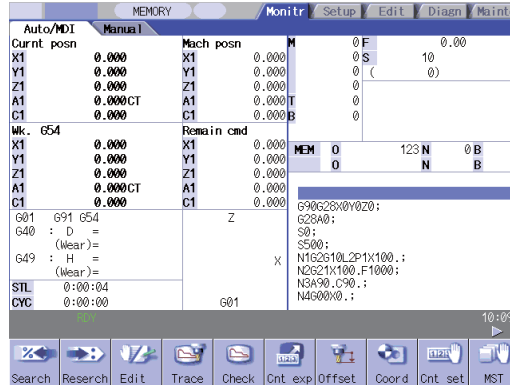 MEMORY Monitr Setup Edit Diagn Maint
Auto/MDI Manual
Curnt posn Mach posn M 0 F 0.00
X1 0.000 X1 0.000 0 S 10
Y1 0.000 Y1 0.000 0 ( 0)
Z1 0.000 Z1 0.000 0
A1 0.000CT A1 0.000 T 0
C1 0.000 C1 0.000 B 0
Wk. G54 Remain cmd
X1 0.000 X1 0.000 MEM O 123 N 0 B
Y1 0.000 Y1 0.000 O N B
Z1 0.000 Z1 0.000
A1 0.000CT A1 0.000
C1 0.000 C1 0.000
G01 G91 G54 Z
G40 : D =
(Wear)=
G49 : H = X
(Wear)=
STL 0:00:04
CYC 0:00:00 G01
G90G28X0Y0Z0;
G28A0;
S0;
S500;
N1G2G10L2P1X100.;
N2G21X100.F1000;
N3A90.C90.;
N4G00X0.;
RDY 10:09
Search Reserch Edit Trace Check Cnt exp Offset Coord Cnt set MST